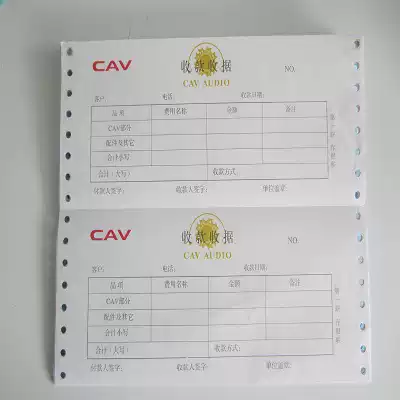 CAV 收款收据 NO.
CAV AUDIO
客户: 电话: 收款日期:
品 项 费用名称 金额 备注
CAV部分
配件及其它
合计小写
合计（大写） 收款方式:
付款人签字: 收款人签字: 单位盖章:
CAV 收款收据 NO.
CAV AUDIO
客户: 电话: 收款日期:
品 项 费用名称 金额 备注
CAV部分
配件及其它
合计小写
合计（大写） 收款方式:
付款人签字: 收款人签字: 单位盖章: